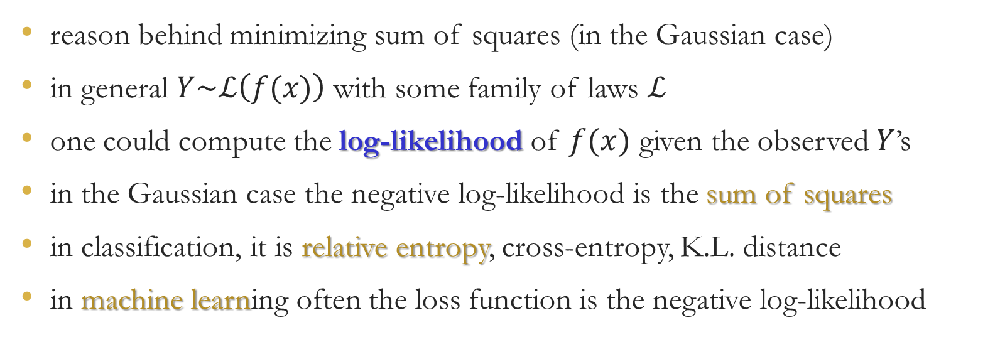 • reason behind minimizing sum of squares (in the Gaussian case)
• in general 𝑌~ℒ(𝑓(𝑥)) with some family of laws ℒ
• one could compute the log-likelihood of 𝑓(𝑥) given the observed 𝑌's
• in the Gaussian case the negative log-likelihood is the sum of squares
• in classification, it is relative entropy, cross-entropy, K.L. distance
• in machine learning often the loss function is the negative log-likelihood